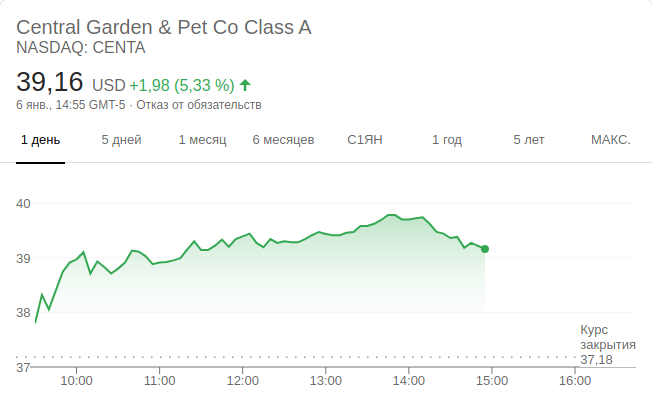 Central Garden & Pet Co Class A
NASDAQ: CENTA
39,16 USD +1,98 (5,33 %)
6 янв., 14:55 GMT-5 · Отказ от обязательств
1 день 5 дней 1 месяц 6 месяцев С1ЯН 1 год 5 лет МАКС.
40
39
38
37
Курс
закрытия
37,18
10:00 11:00 12:00 13:00 14:00 15:00 16:00